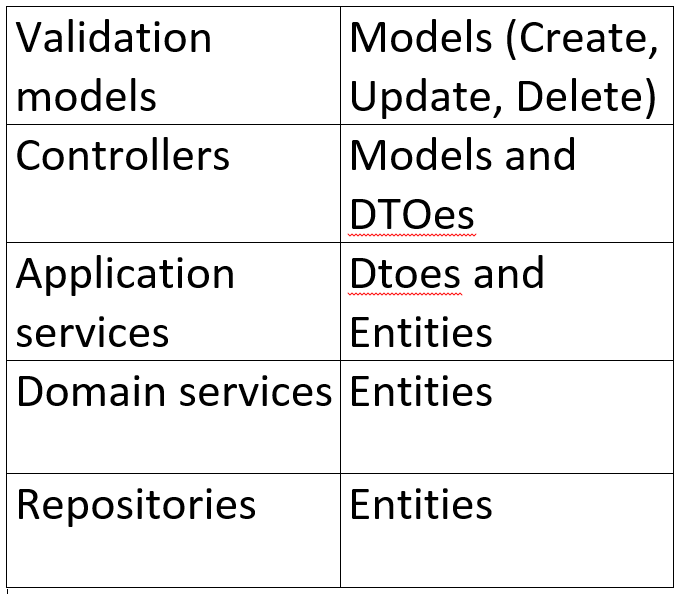 Validation
models
Models (Create,
Update, Delete)
Controllers
Models and
DTOes
Application
services
Dtoes and
Entities
Domain services
Entities
Repositories
Entities